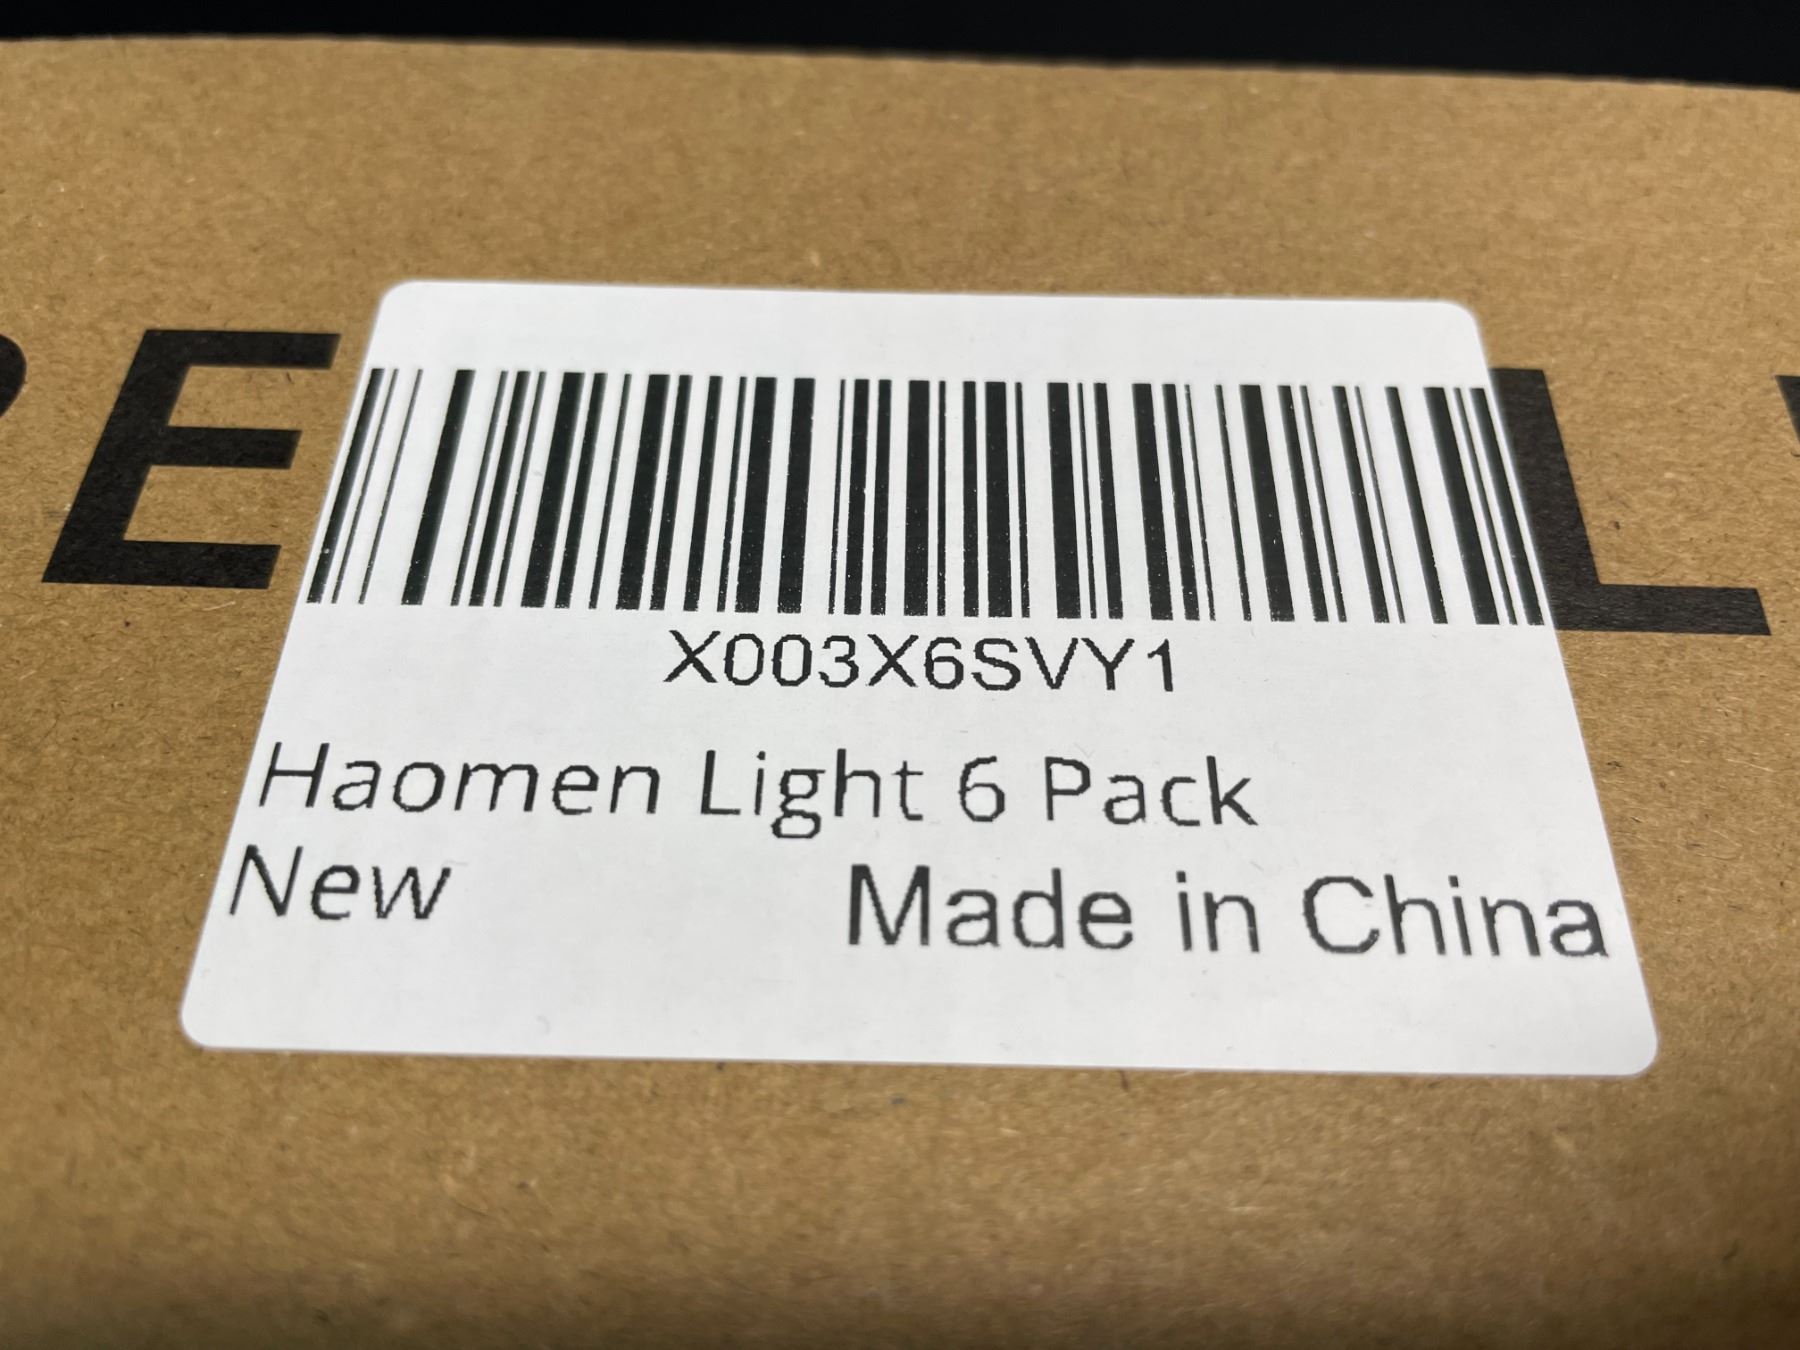 E L
X003X6SVY1
Haomen Light 6 Pack
New Made in China